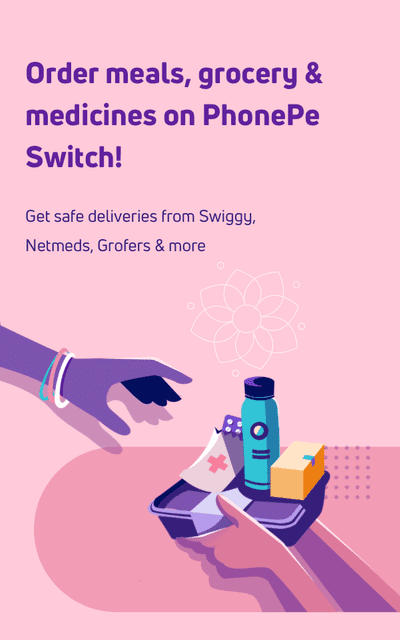 Order meals, grocery &
medicines on PhonePe
Switch!
Get safe deliveries from Swiggy,
Netmeds, Grofers & more